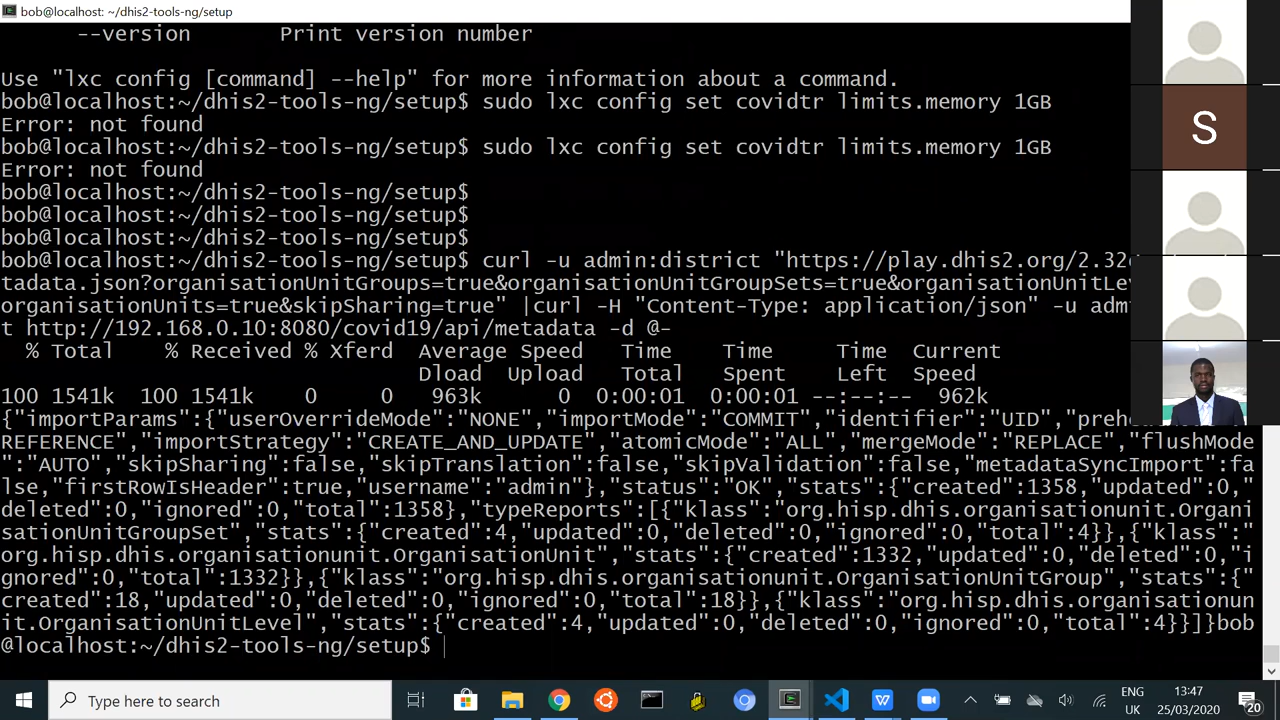 bob@localhost: ~/dhis2-tools-ng/setup
--version Print version number
Use "lxc config [command] --help" for more information about a command.
bob@localhost:~/dhis2-tools-ng/setup$ sudo lxc config set covidtr limits.memory 1GB
Error: not found
bob@localhost:~/dhis2-tools-ng/setup$ sudo lxc config set covidtr limits.memory 1GB
Error: not found
bob@localhost:~/dhis2-tools-ng/setup$
bob@localhost:~/dhis2-tools-ng/setup$
bob@localhost:~/dhis2-tools-ng/setup$
bob@localhost:~/dhis2-tools-ng/setup$ curl -u admin:district "https://play.dhis2.org/2.32
tadata.json?organisationUnitGroups=true&organisationUnitGroupSets=true&organisationUnitLev
organisationUnits=true&skipSharing=true" |curl -H "Content-Type: application/json" -u adm
t http://192.168.0.10:8080/covid19/api/metadata -d @-
% Total % Received % Xferd Average Speed Time Time Time Current
Dload Upload Total Spent Left Speed
100 1541k 100 1541k 0 0 963k 0 0:00:01 0:00:01 --:--:-- 962k
{"importParams":{"userOverrideMode":"NONE","importMode":"COMMIT","identifier":"UID","prehe
REFERENCE","importStrategy":"CREATE_AND_UPDATE","atomicMode":"ALL","mergeMode":"REPLACE","flushMode
":"AUTO","skipSharing":false,"skipTranslation":false,"skipValidation":false,"metadataSyncImport":fa
lse,"firstRowIsHeader":true,"username":"admin"},"status":"OK","stats":{"created":1358,"updated":0,"
deleted":0,"ignored":0,"total":1358},"typeReports":[{"klass":"org.hisp.dhis.organisationunit.Organi
sationUnitGroupSet","stats":{"created":4,"updated":0,"deleted":0,"ignored":0,"total":4}},{"klass":"
org.hisp.dhis.organisationunit.OrganisationUnit","stats":{"created":1332,"updated":0,"deleted":0,"i
gnored":0,"total":1332}},{"klass":"org.hisp.dhis.organisationunit.OrganisationUnitGroup","stats":{"
created":18,"updated":0,"deleted":0,"ignored":0,"total":18}},{"klass":"org.hisp.dhis.organisationun
it.OrganisationUnitLevel","stats":{"created":4,"updated":0,"deleted":0,"ignored":0,"total":4}}]}bob
@localhost:~/dhis2-tools-ng/setup$
S
Type here to search
ENG
UK
13:47
25/03/2020
20